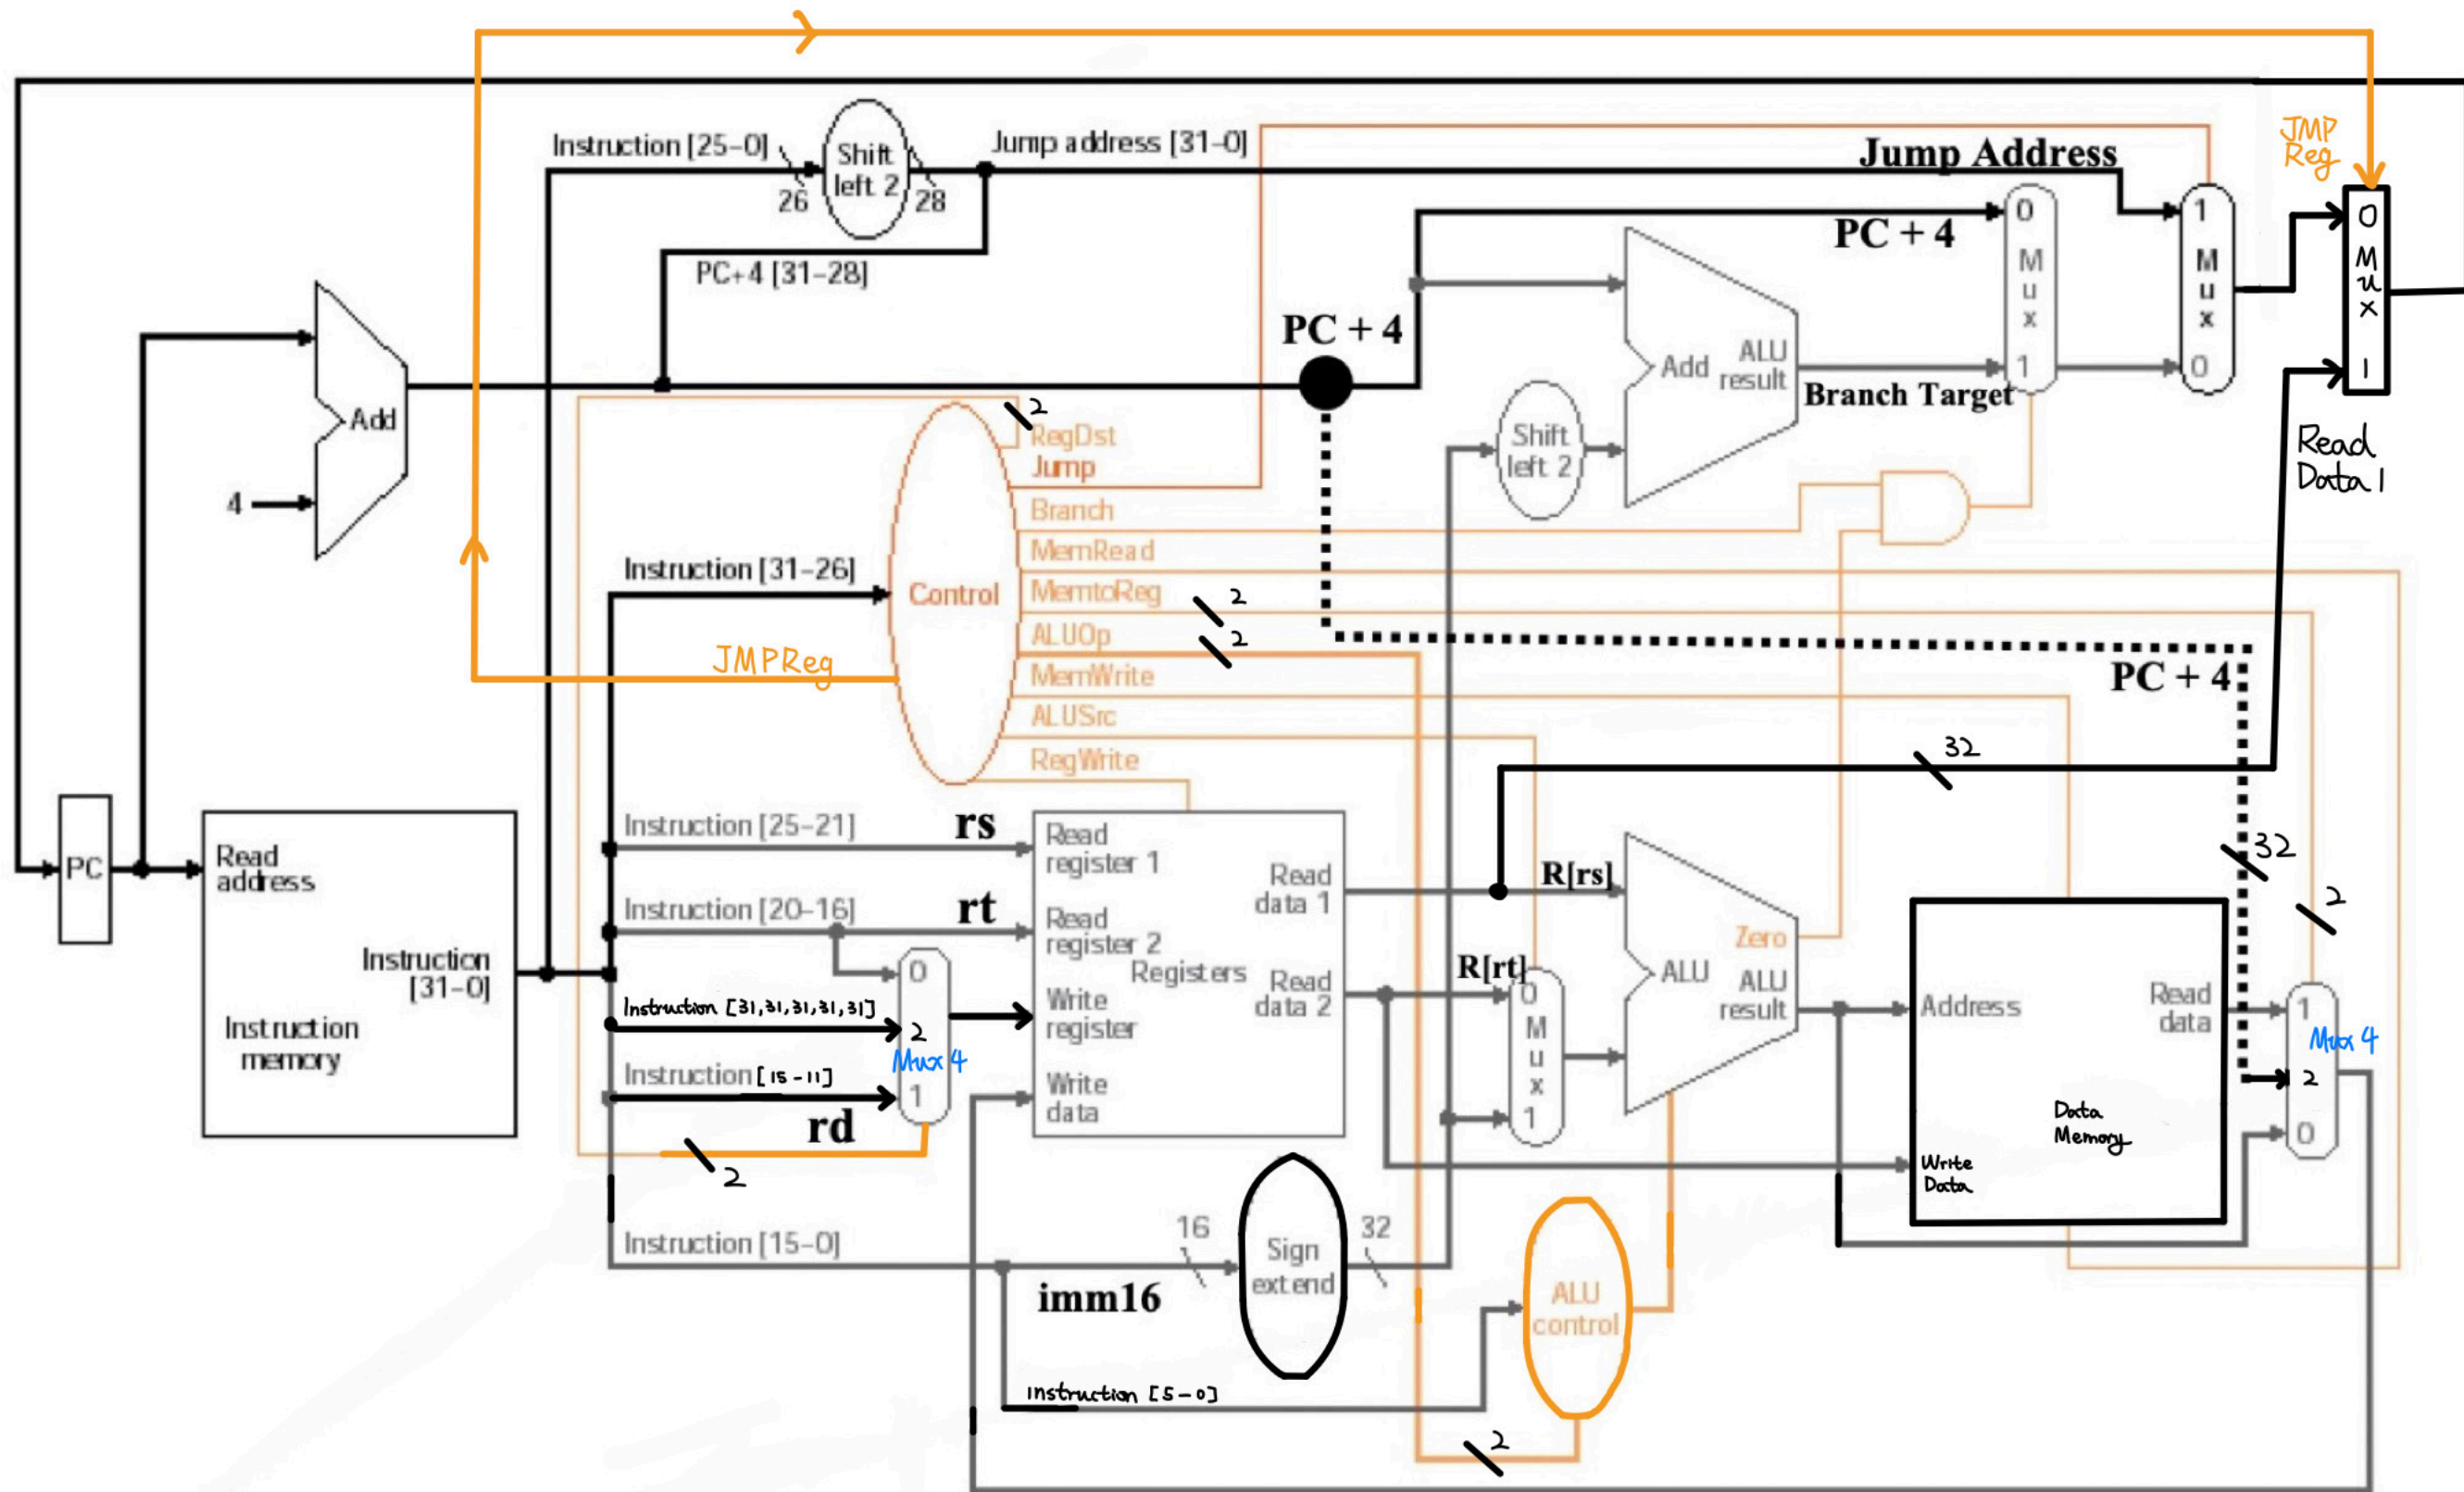 Instruction [25-0]
26
Shift
left 2
28
Jump address [31-0]
PC+4 [31-28]
Jump Address
JMP
Reg
PC + 4
0
M
u
x
1
1
M
u
x
0
0
Mux
1
PC + 4
Add
ALU
result
Branch Target
Shift
left 2
Read
Data 1
Add
4
2
RegDst
Jump
Branch
MemRead
MemtoReg
2
ALUOp
2
MemWrite
ALUSrc
RegWrite
Instruction [31-26]
Control
JMPReg
PC + 4
32
32
2
PC
Read
address
Instruction
[31-0]
Instruction
memory
Instruction [25-21]
rs
Instruction [20-16]
rt
0
Instruction [31,31,31,31,31]
2
Mux 4
Instruction [15-11]
1
rd
2
Read
register 1
Read
register 2
Registers
Write
register
Write
data
Read
data 1
Read
data 2
R[rs]
R[rt]
0
M
u
x
1
Zero
ALU
ALU
result
Address
Read
data
Data
Memory
Write
Data
1
Mux 4
2
0
Instruction [15-0]
imm16
16
Sign
extend
32
ALU
control
Instruction [5-0]
2